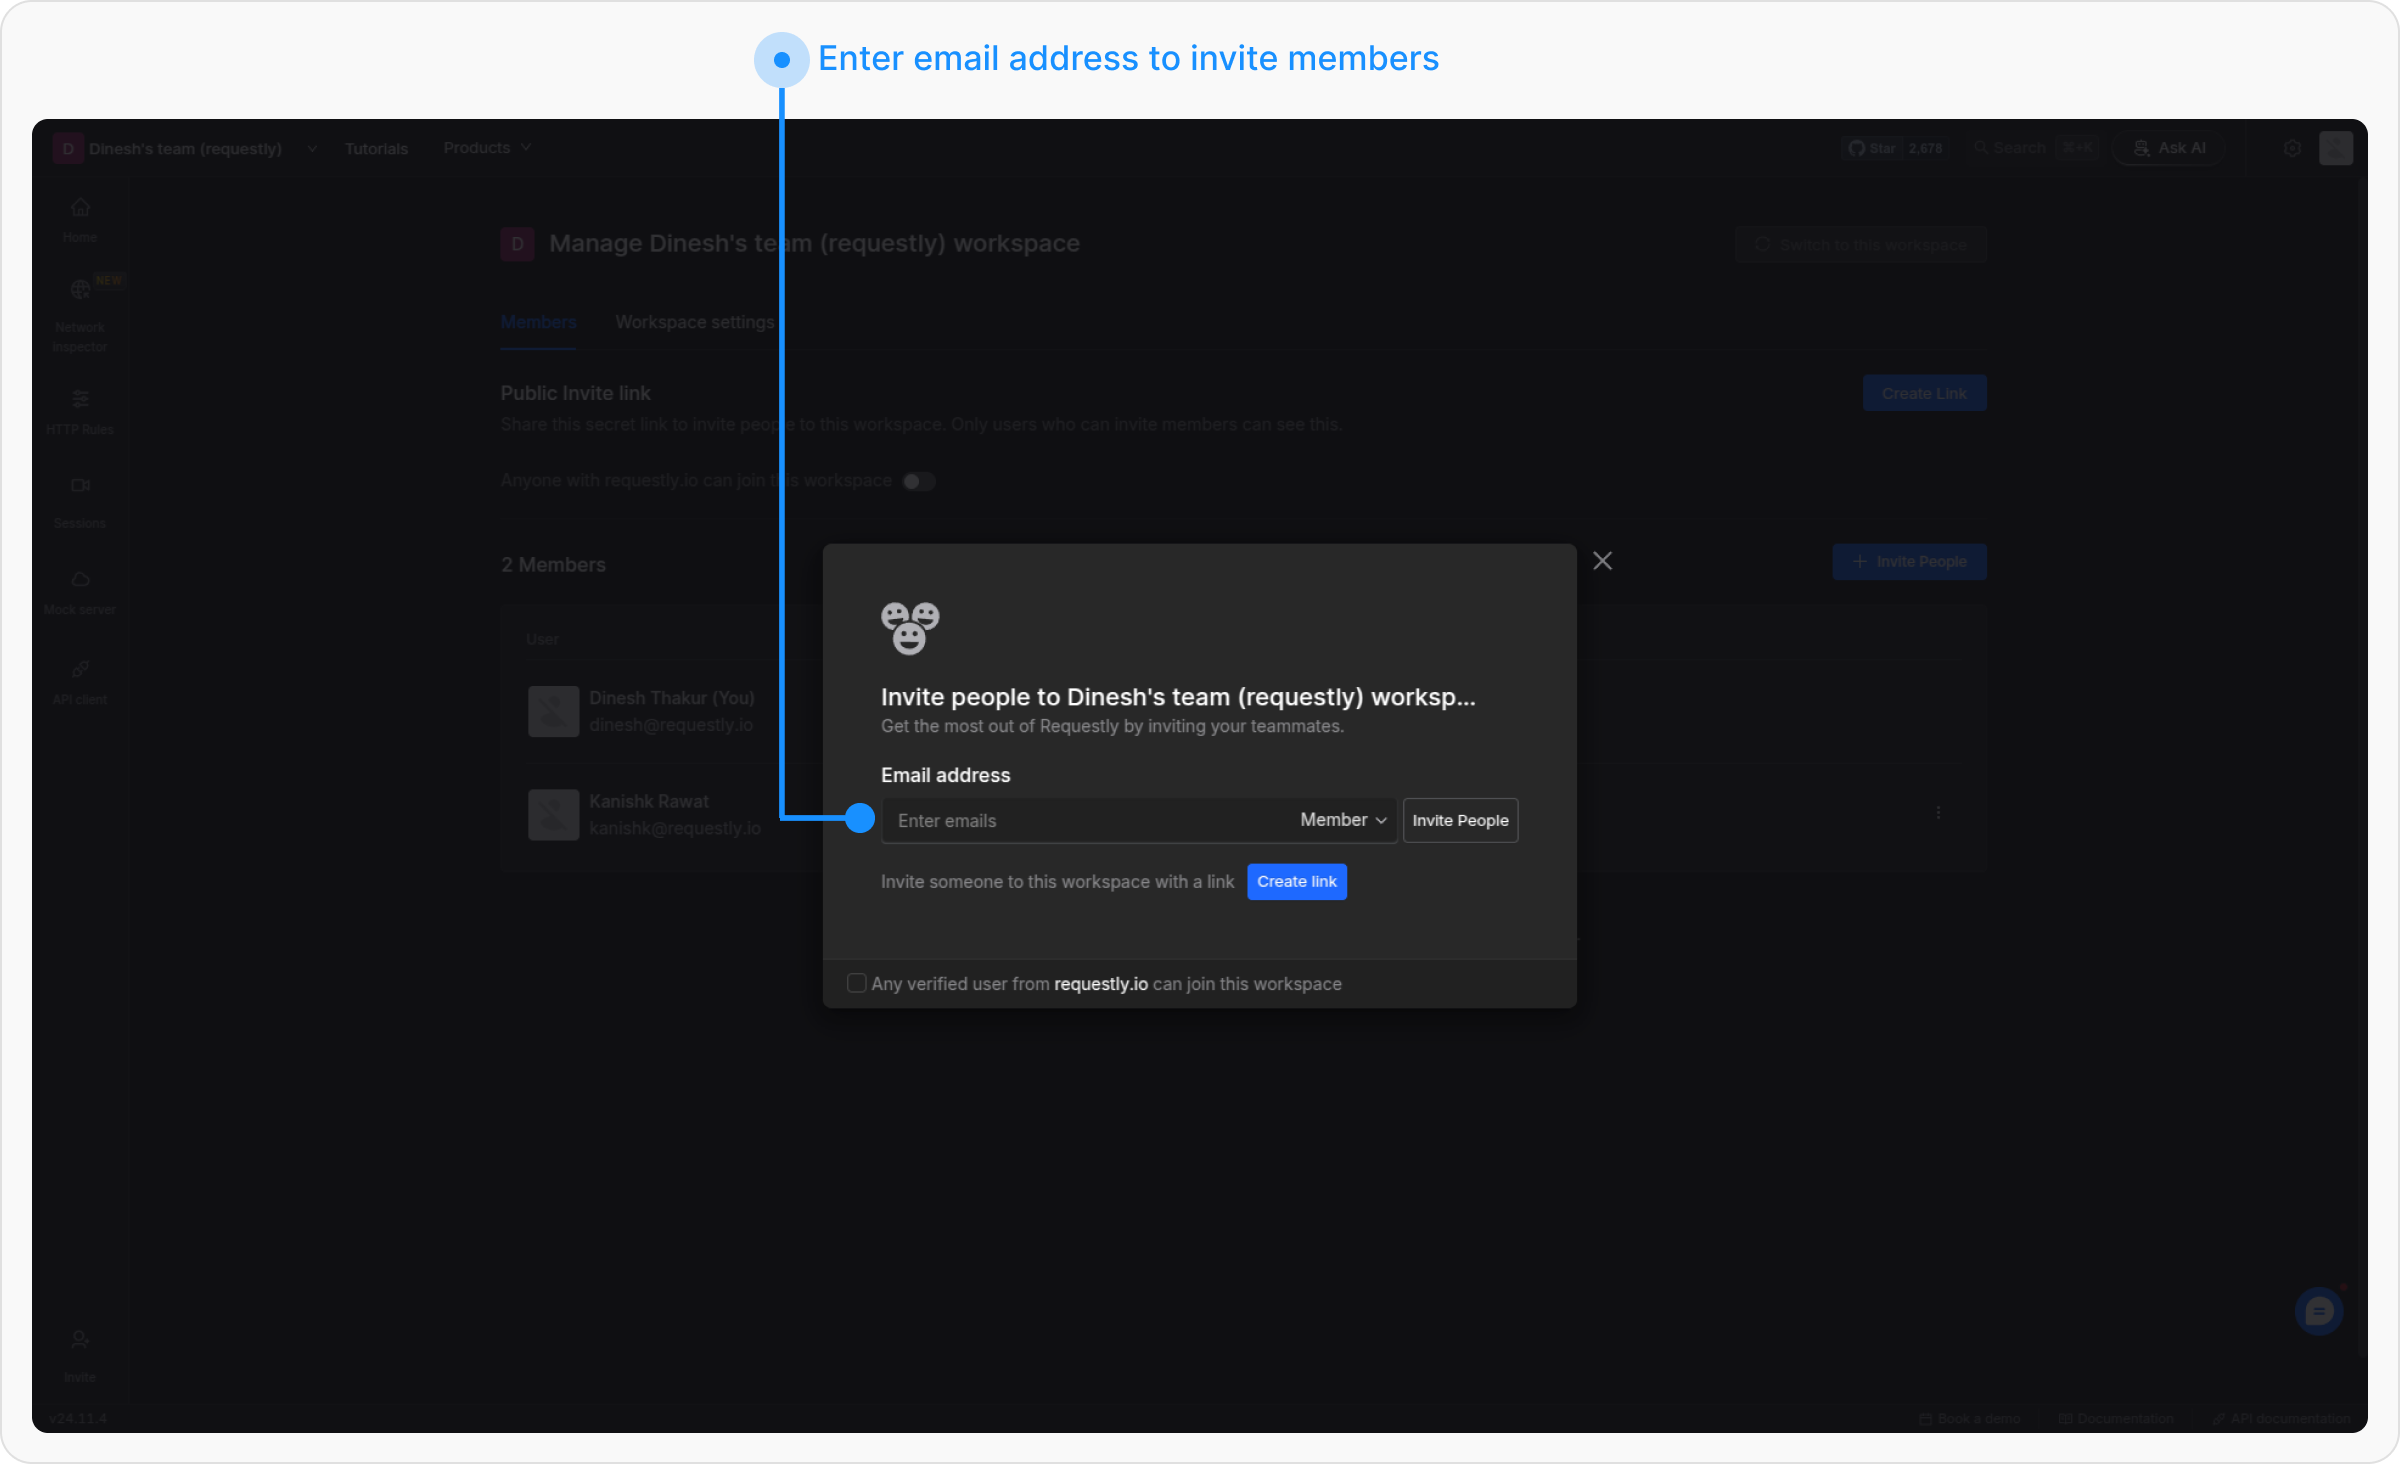 Enter email address to invite members
D Dinesh's team (requestly) Tutorials Products Star 2,678 Search ⌘+K Ask AI
Home
NEW
Network
Inspector
HTTP Rules
Sessions
Mock server
API client
Invite
v24.11.4
D Manage Dinesh's team (requestly) workspace Switch to this workspace
Members Workspace settings
Public Invite link Create Link
Share this secret link to invite people to this workspace. Only users who can invite members can see this.
Anyone with requestly.io can join this workspace
2 Members + Invite People
User
Dinesh Thakur (You)
dinesh@requestly.io
Kanishk Rawat
kanishk@requestly.io
Invite people to Dinesh's team (requestly) worksp...
Get the most out of Requestly by inviting your teammates.
Email address
Enter emails Member Invite People
Invite someone to this workspace with a link Create link
Any verified user from requestly.io can join this workspace
Book a demo Documentation API documentation